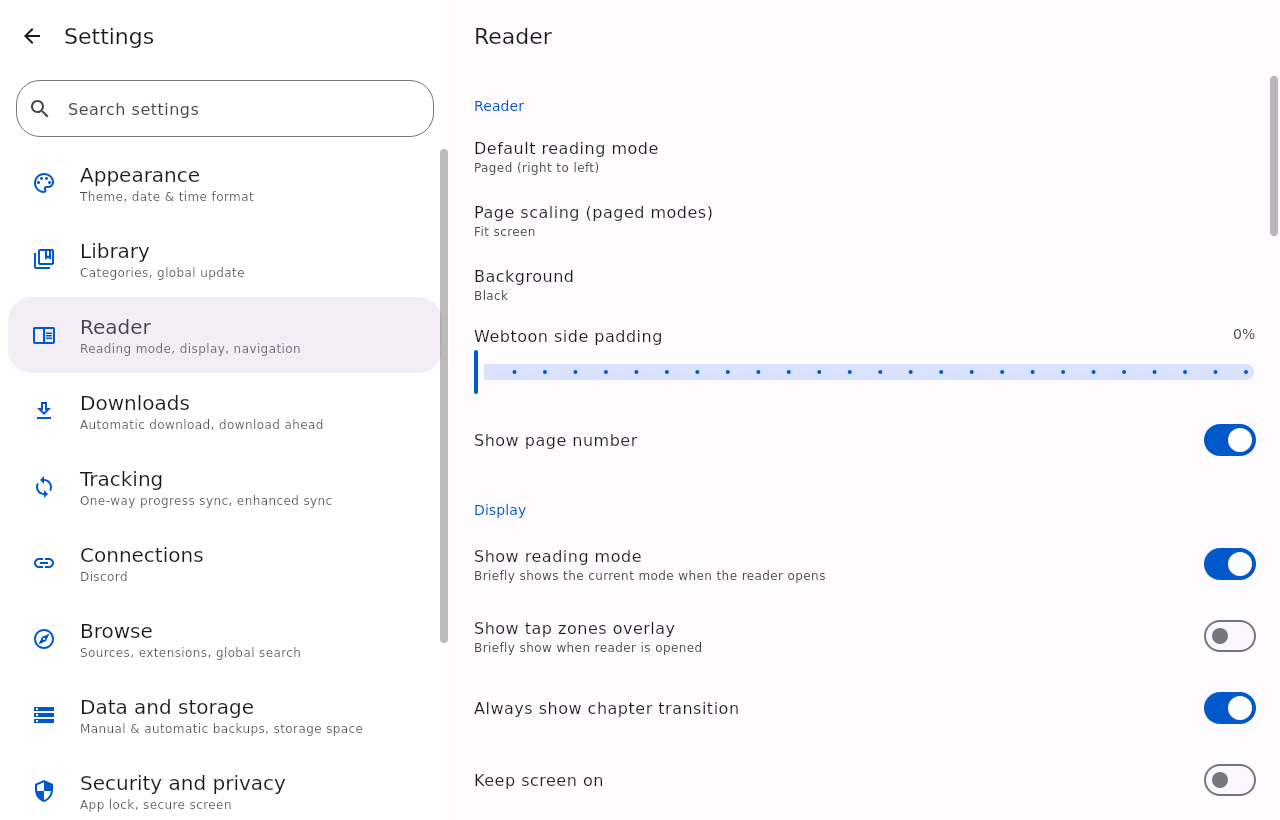 Settings
Search settings
Appearance
Theme, date & time format
Library
Categories, global update
Reader
Reading mode, display, navigation
Downloads
Automatic download, download ahead
Tracking
One-way progress sync, enhanced sync
Connections
Discord
Browse
Sources, extensions, global search
Data and storage
Manual & automatic backups, storage space
Security and privacy
App lock, secure screen
Reader
Reader
Default reading mode
Paged (right to left)
Page scaling (paged modes)
Fit screen
Background
Black
Webtoon side padding
0%
Show page number
Display
Show reading mode
Briefly shows the current mode when the reader opens
Show tap zones overlay
Briefly show when reader is opened
Always show chapter transition
Keep screen on